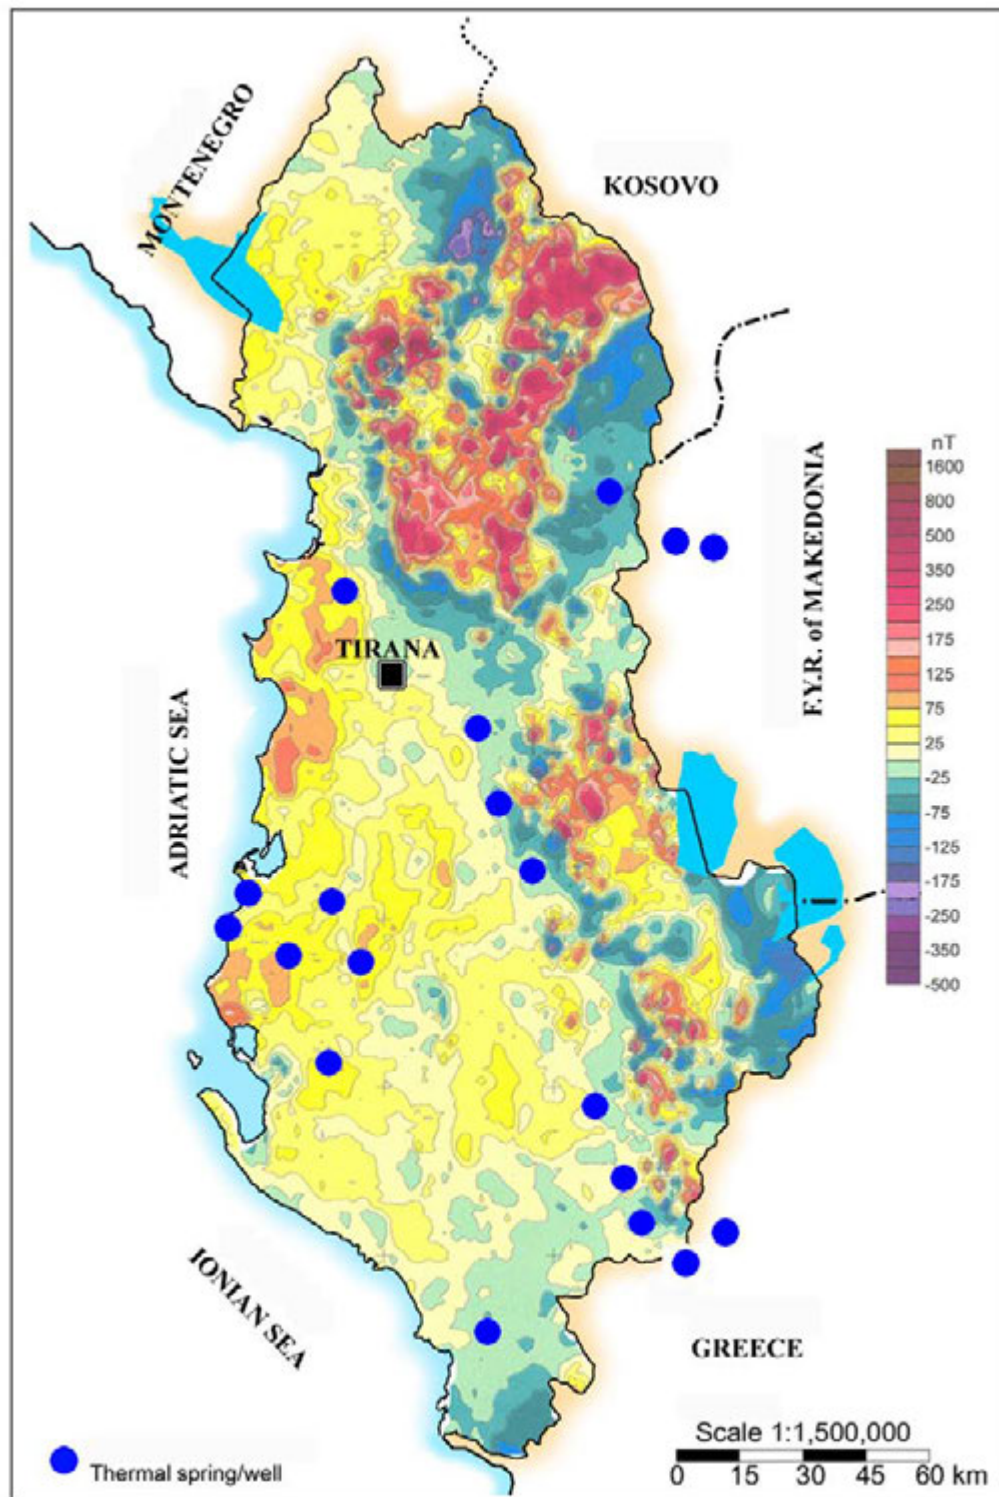 MONTENEGRO
KOSOVO
F.Y.R. of MAKEDONIA
nT
1600
800
500
350
250
175
125
75
25
-25
-75
-125
-175
-250
-350
-500
TIRANA
ADRIATIC SEA
IONIAN SEA
GREECE
Scale 1:1,500,000
0 15 30 45 60 km
Thermal spring/well